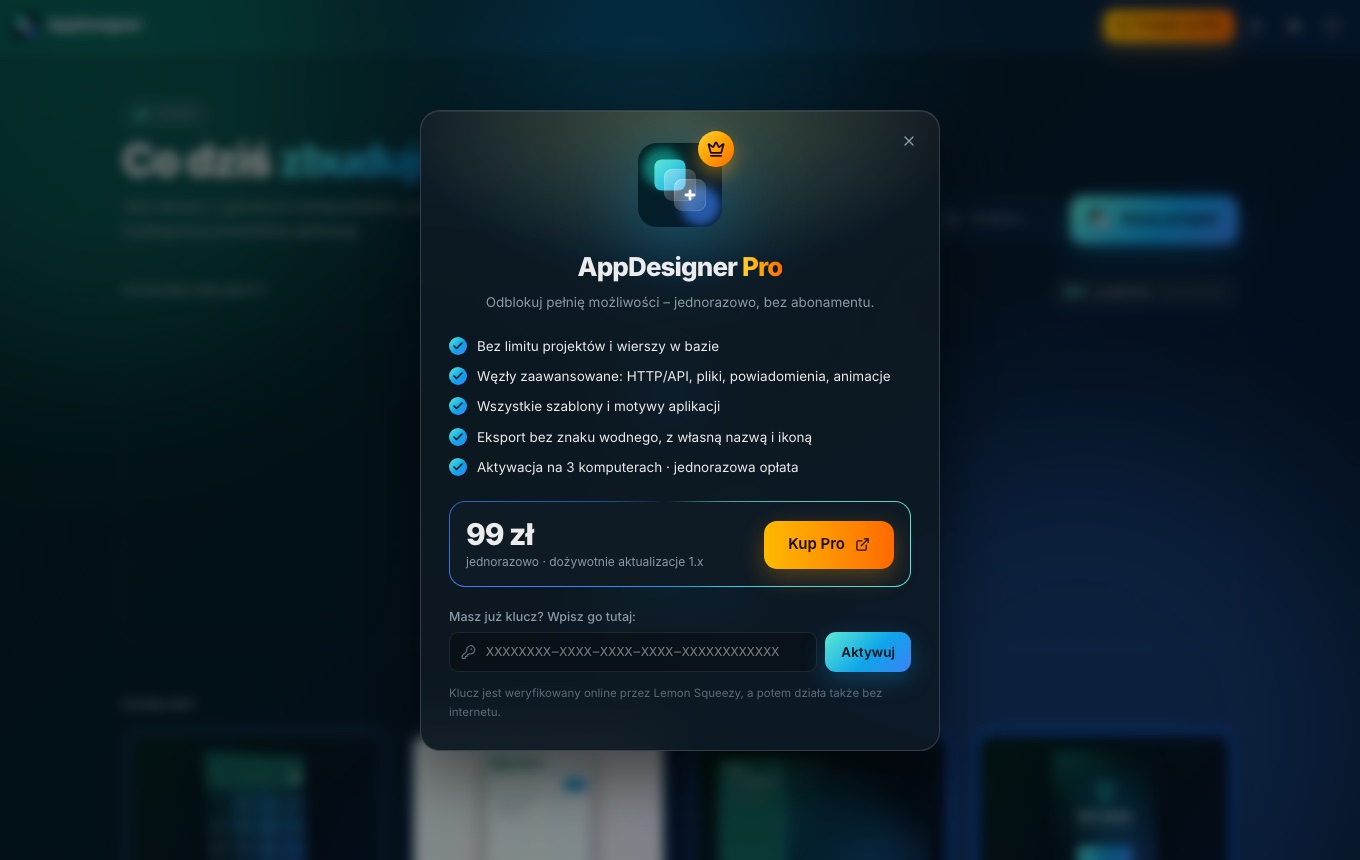 Co dziś zbuduj
AppDesigner Pro
Odblokuj pełnię możliwości – jednorazowo, bez abonamentu.
Bez limitu projektów i wierszy w bazie
Węzły zaawansowane: HTTP/API, pliki, powiadomienia, animacje
Wszystkie szablony i motywy aplikacji
Eksport bez znaku wodnego, z własną nazwą i ikoną
Aktywacja na 3 komputerach · jednorazowa opłata
99 zł
jednorazowo · dożywotnie aktualizacje 1.x
Kup Pro
Masz już klucz? Wpisz go tutaj:
XXXXXXXX–XXXX–XXXX–XXXX–XXXXXXXXXXXX
Aktywuj
Klucz jest weryfikowany online przez Lemon Squeezy, a potem działa także bez
internetu.